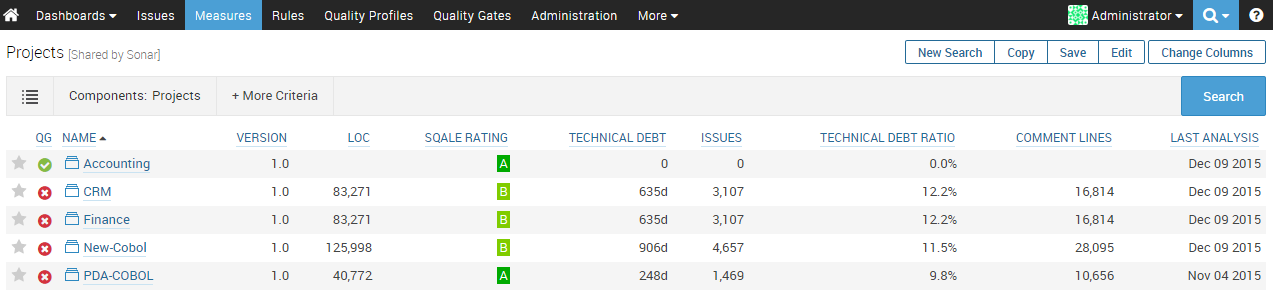 Dashboards Issues Measures Rules Quality Profiles Quality Gates Administration More Administrator ?
Projects [Shared by Sonar] New Search Copy Save Edit Change Columns
Components: Projects + More Criteria Search
QG NAME VERSION LOC SQALE RATING TECHNICAL DEBT ISSUES TECHNICAL DEBT RATIO COMMENT LINES LAST ANALYSIS
Accounting 1.0 A 0 0 0.0% Dec 09 2015
CRM 1.0 83,271 B 635d 3,107 12.2% 16,814 Dec 09 2015
Finance 1.0 83,271 B 635d 3,107 12.2% 16,814 Dec 09 2015
New-Cobol 1.0 125,998 B 906d 4,657 11.5% 28,095 Dec 09 2015
PDA-COBOL 1.0 40,772 A 248d 1,469 9.8% 10,656 Nov 04 2015